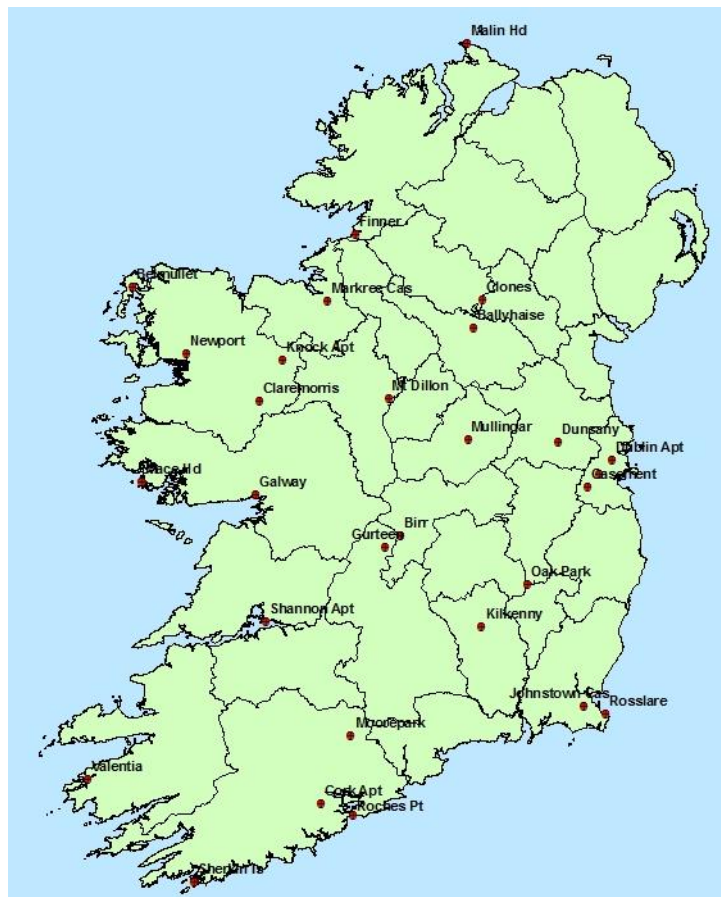 Malin Hd
Finner
Belmullet
Markree Cas
Clones
Ballyhaise
Newport
Knock Apt
Claremorris
Mt Dillon
Mullingar
Dunsany
Dublin Apt
Casement
Mace Hd
Galway
Birr
Gurteen
Oak Park
Shannon Apt
Kilkenny
Johnstown Cas
Rosslare
Moorepark
Valentia
Cork Apt
Roches Pt
Sherkin Is